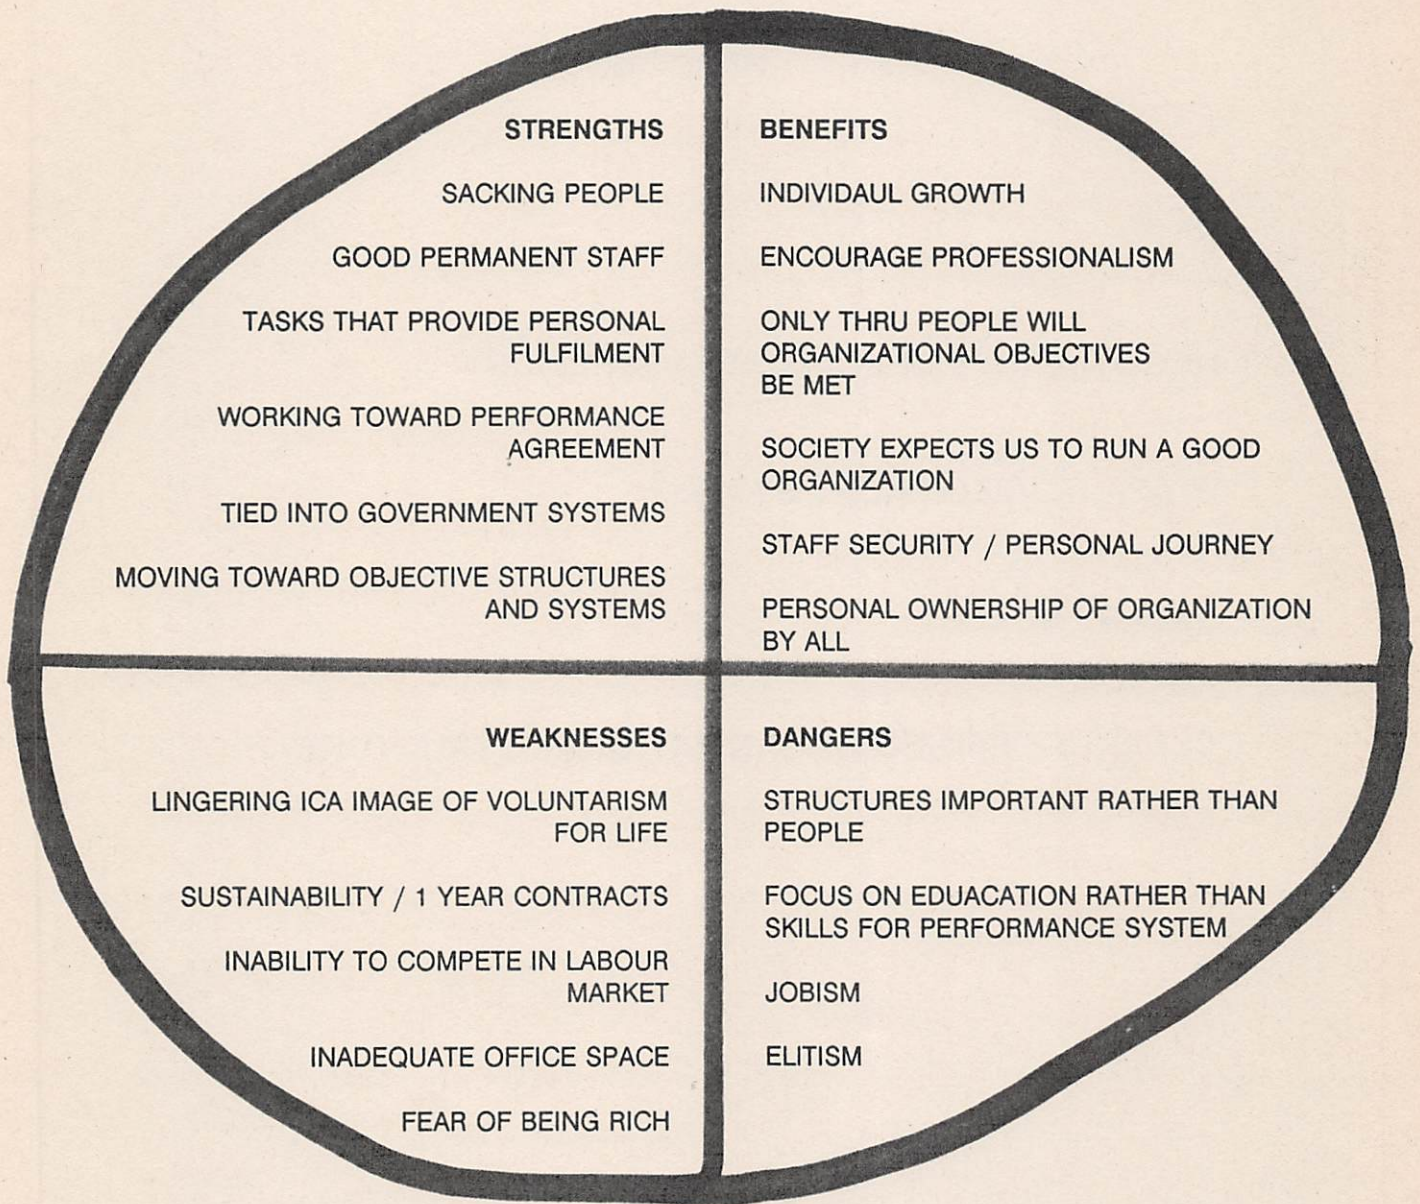 STRENGTHS
SACKING PEOPLE
GOOD PERMANENT STAFF
TASKS THAT PROVIDE PERSONAL
FULFILMENT
WORKING TOWARD PERFORMANCE
AGREEMENT
TIED INTO GOVERNMENT SYSTEMS
MOVING TOWARD OBJECTIVE STRUCTURES
AND SYSTEMS
BENEFITS
INDIVIDAUL GROWTH
ENCOURAGE PROFESSIONALISM
ONLY THRU PEOPLE WILL
ORGANIZATIONAL OBJECTIVES
BE MET
SOCIETY EXPECTS US TO RUN A GOOD
ORGANIZATION
STAFF SECURITY / PERSONAL JOURNEY
PERSONAL OWNERSHIP OF ORGANIZATION
BY ALL
WEAKNESSES
LINGERING ICA IMAGE OF VOLUNTARISM
FOR LIFE
SUSTAINABILITY / 1 YEAR CONTRACTS
INABILITY TO COMPETE IN LABOUR
MARKET
INADEQUATE OFFICE SPACE
FEAR OF BEING RICH
DANGERS
STRUCTURES IMPORTANT RATHER THAN
PEOPLE
FOCUS ON EDUACATION RATHER THAN
SKILLS FOR PERFORMANCE SYSTEM
JOBISM
ELITISM